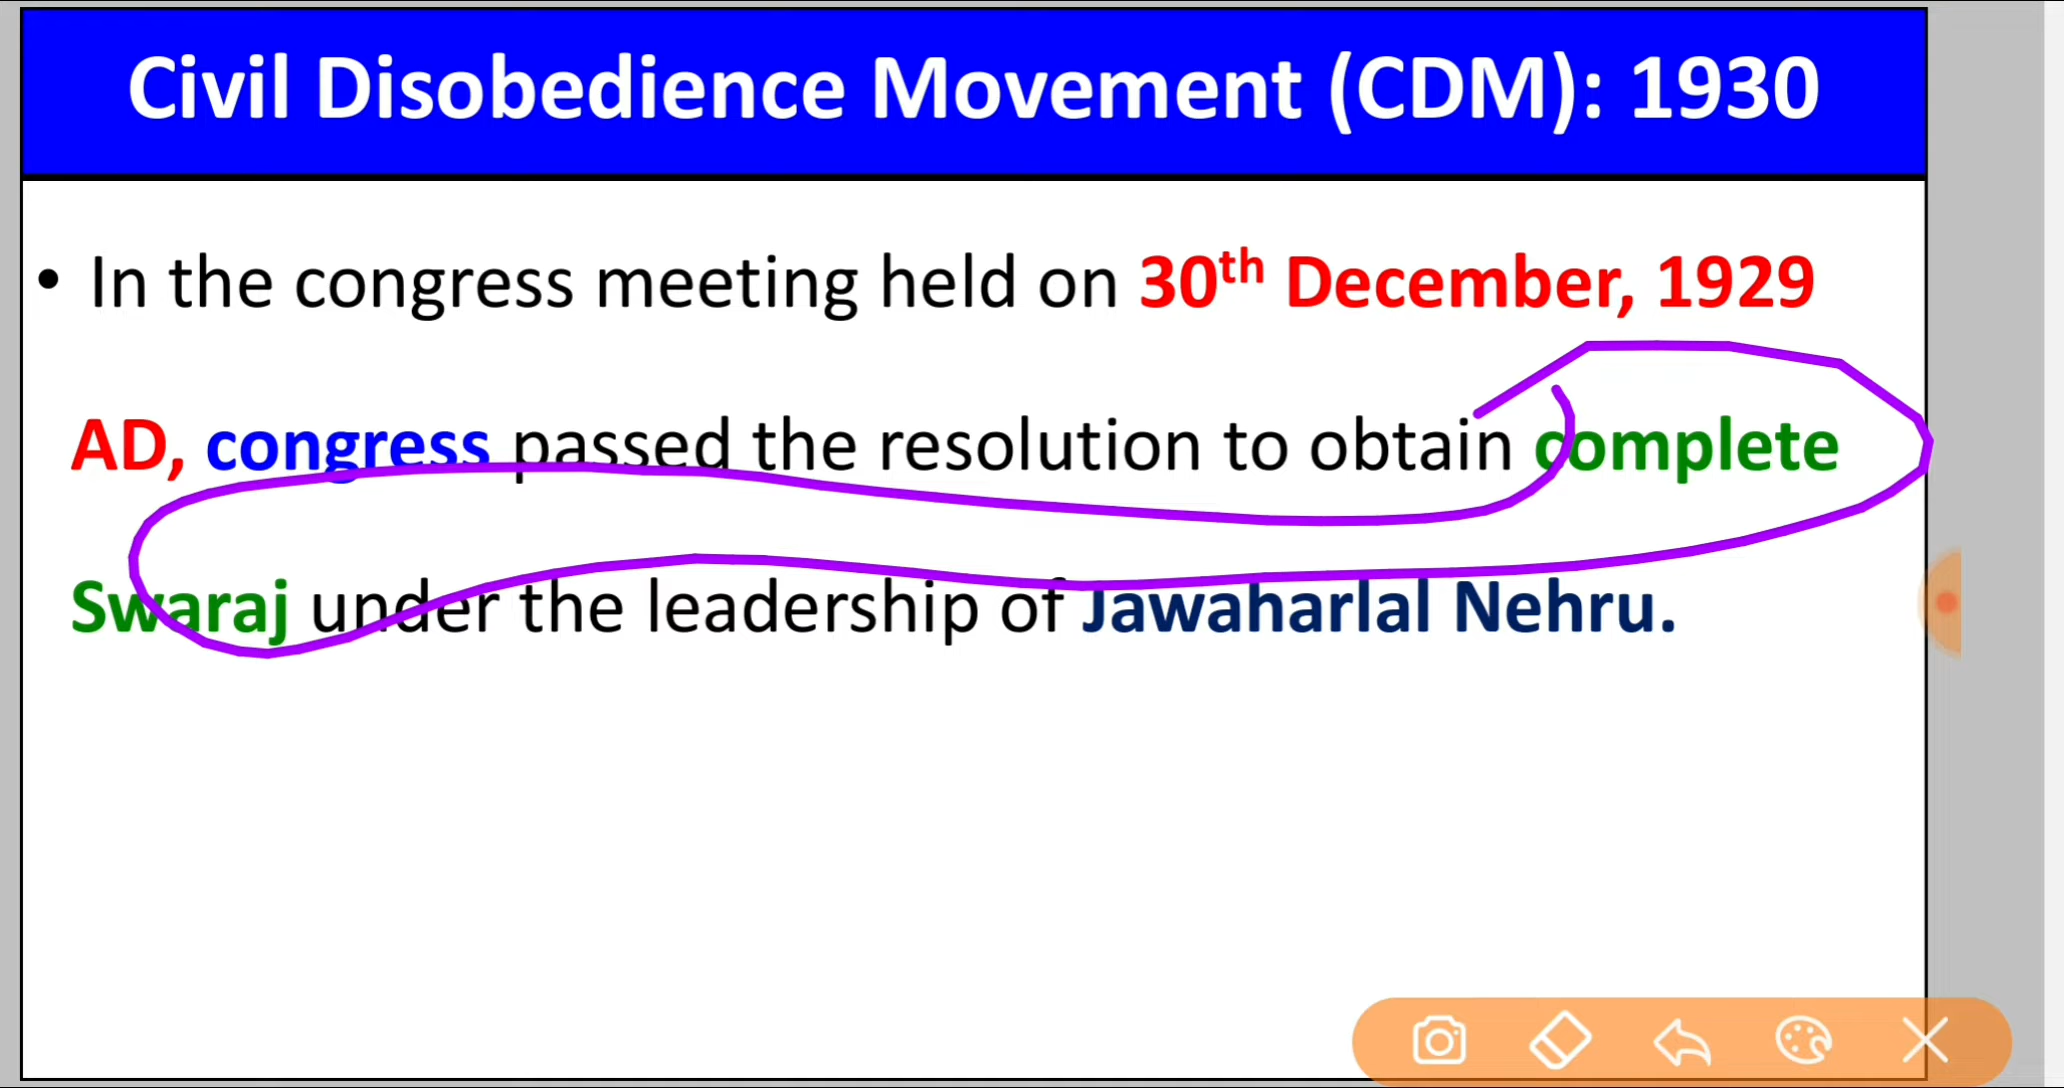 Civil Disobedience Movement (CDM): 1930
• In the congress meeting held on 30th December, 1929
AD, congress passed the resolution to obtain complete
Swaraj under the leadership of Jawaharlal Nehru.